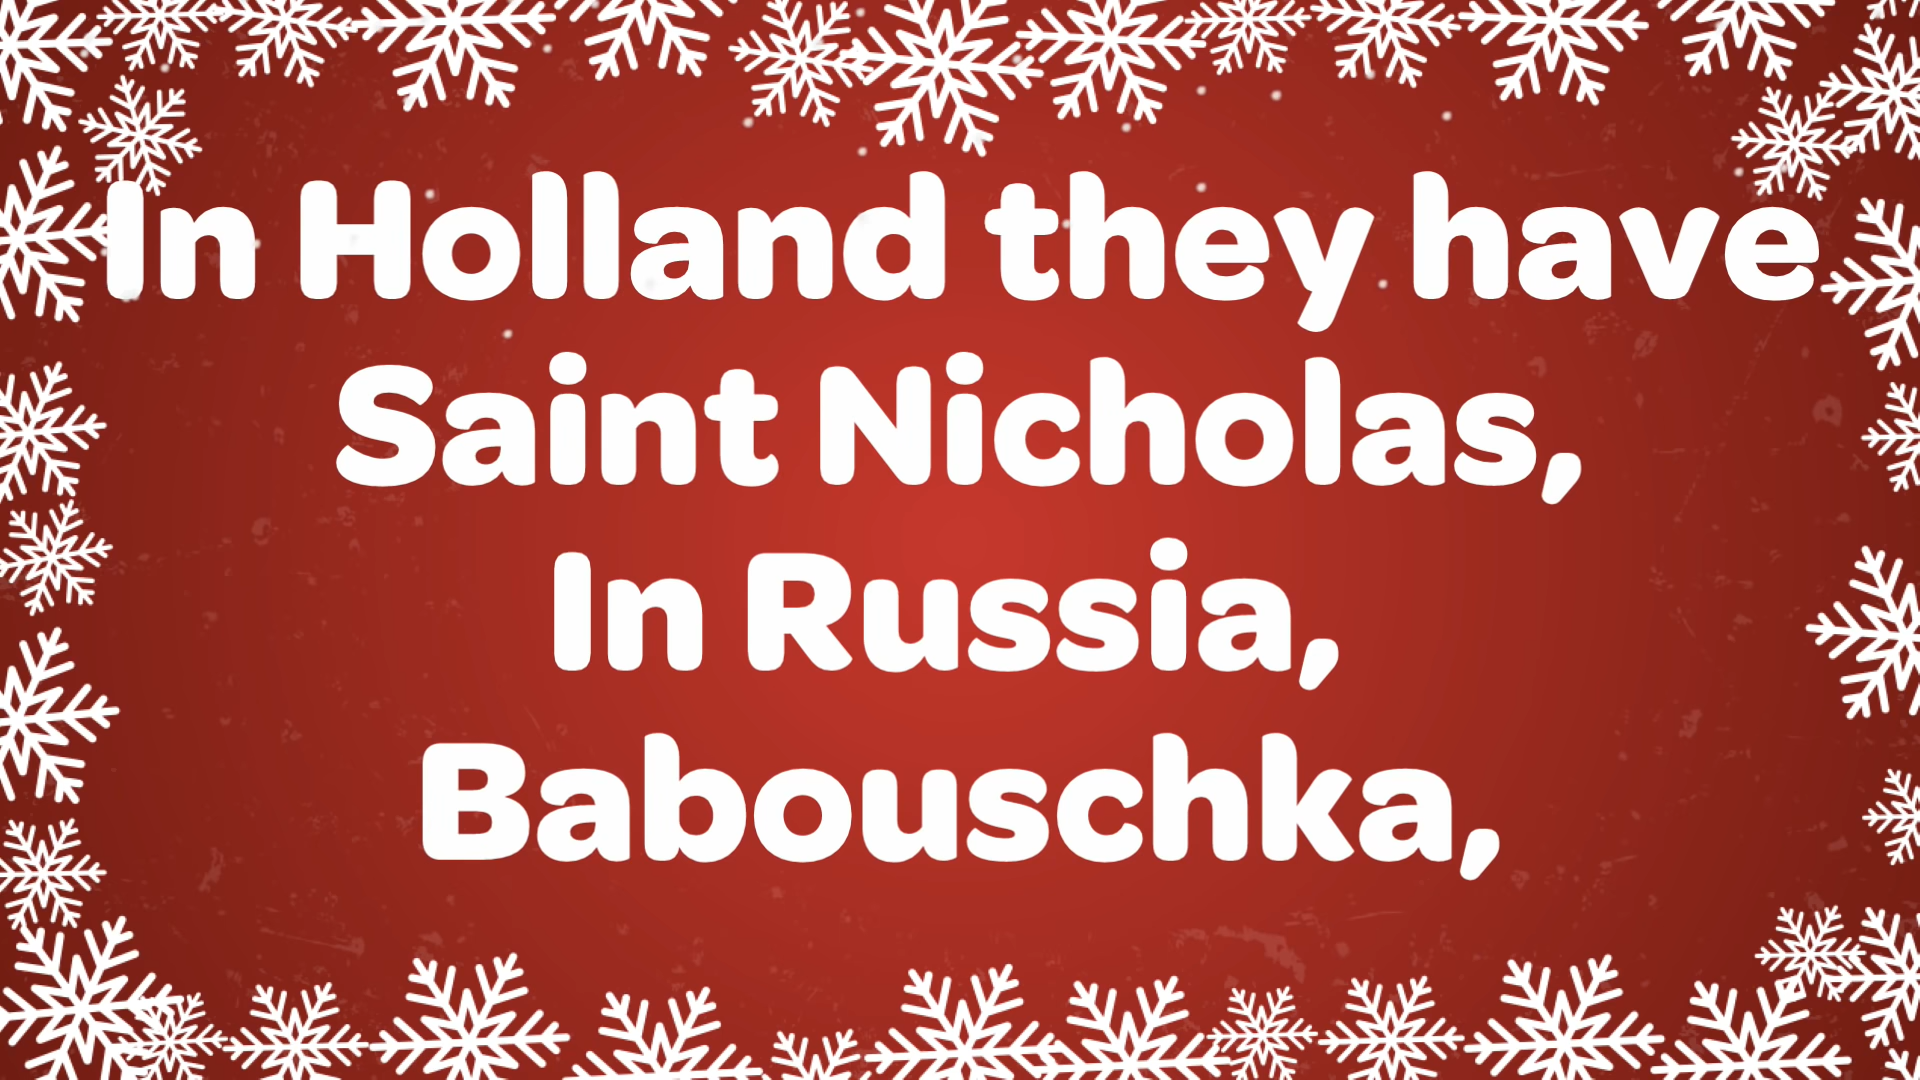 In Holland they have
Saint Nicholas,
In Russia,
Babouschka,